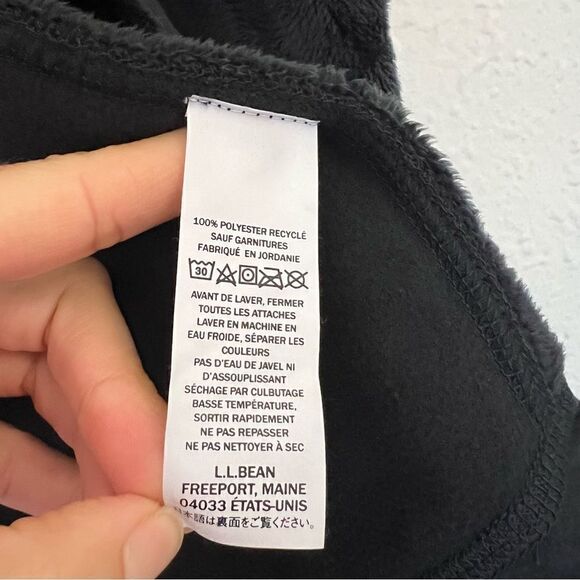 100% POLYESTER RECYCLÉ
SAUF GARNITURES
FABRIQUÉ EN JORDANIE
30
AVANT DE LAVER, FERMER
TOUTES LES ATTACHES
LAVER EN MACHINE EN
EAU FROIDE, SÉPARER LES
COULEURS
PAS D'EAU DE JAVEL NI
D'ASSOUPLISSANT
SÉCHAGE PAR CULBUTAGE
BASSE TEMPÉRATURE,
SORTIR RAPIDEMENT
NE PAS REPASSER
NE PAS NETTOYER À SEC
L.L.BEAN
FREEPORT, MAINE
04033 ÉTATS-UNIS
日本語は裏面をご覧ください。